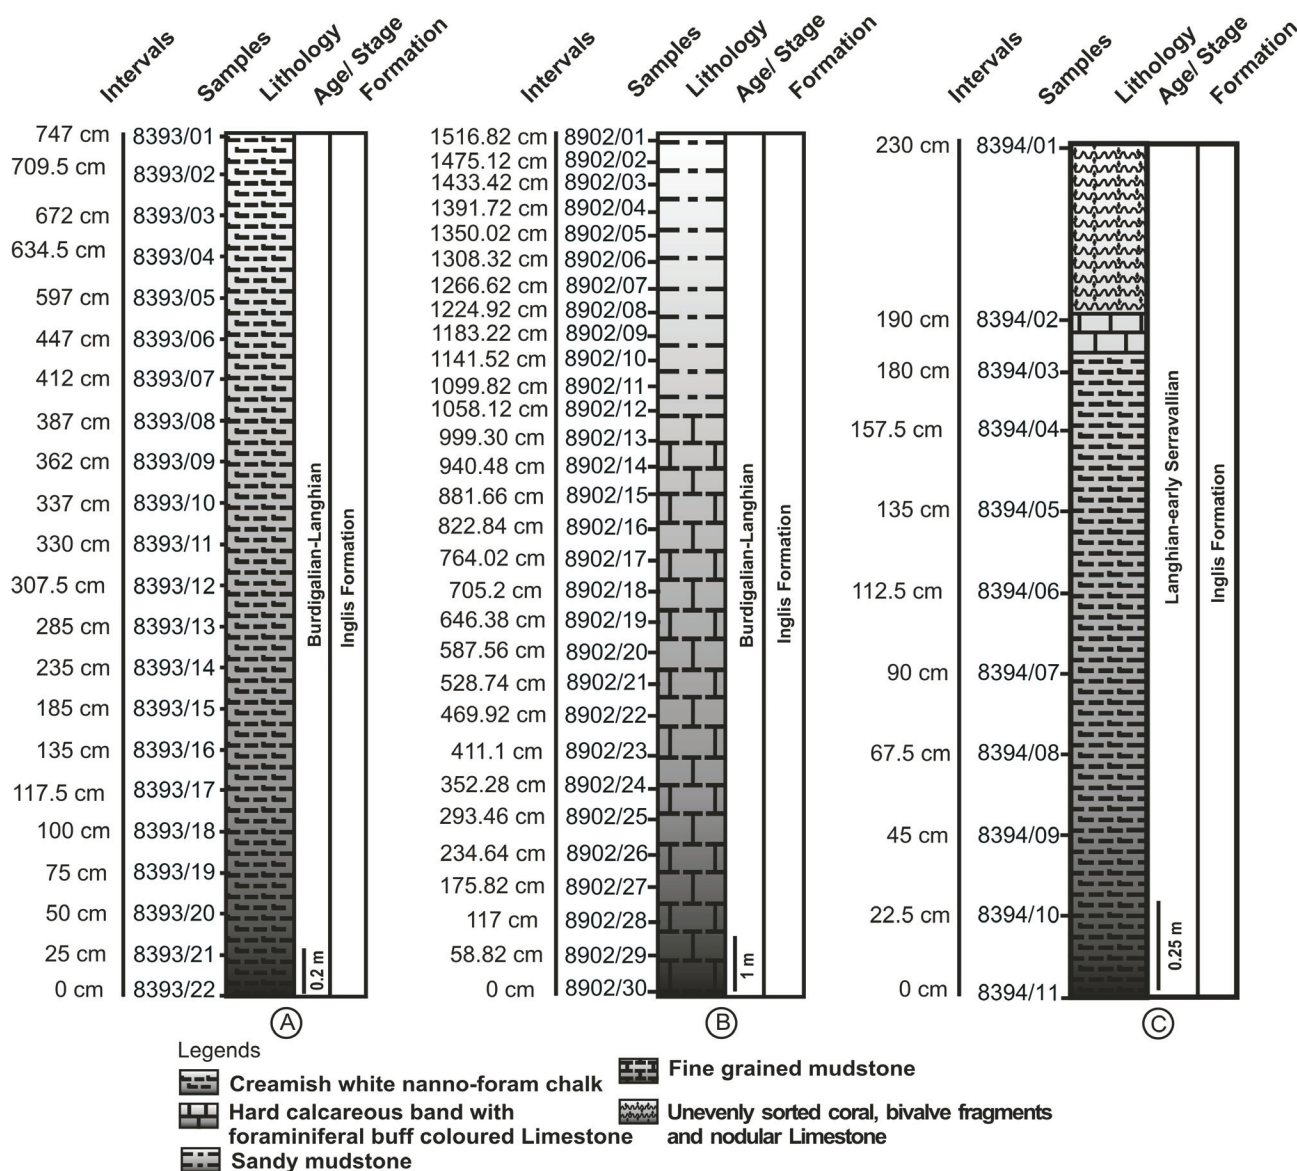 Intervals Samples Lithology Age/ Stage Formation
747 cm 8393/01
709.5 cm 8393/02
672 cm 8393/03
634.5 cm 8393/04
597 cm 8393/05
447 cm 8393/06
412 cm 8393/07
387 cm 8393/08
362 cm 8393/09
337 cm 8393/10
330 cm 8393/11
307.5 cm 8393/12
285 cm 8393/13
235 cm 8393/14
185 cm 8393/15
135 cm 8393/16
117.5 cm 8393/17
100 cm 8393/18
75 cm 8393/19
50 cm 8393/20
25 cm 8393/21
0 cm 8393/22
Burdigalian-Langhian
Inglis Formation
0.2 m
A
Intervals Samples Lithology Age/ Stage Formation
1516.82 cm 8902/01
1475.12 cm 8902/02
1433.42 cm 8902/03
1391.72 cm 8902/04
1350.02 cm 8902/05
1308.32 cm 8902/06
1266.62 cm 8902/07
1224.92 cm 8902/08
1183.22 cm 8902/09
1141.52 cm 8902/10
1099.82 cm 8902/11
1058.12 cm 8902/12
999.30 cm 8902/13
940.48 cm 8902/14
881.66 cm 8902/15
822.84 cm 8902/16
764.02 cm 8902/17
705.2 cm 8902/18
646.38 cm 8902/19
587.56 cm 8902/20
528.74 cm 8902/21
469.92 cm 8902/22
411.1 cm 8902/23
352.28 cm 8902/24
293.46 cm 8902/25
234.64 cm 8902/26
175.82 cm 8902/27
117 cm 8902/28
58.82 cm 8902/29
0 cm 8902/30
Burdigalian-Langhian
Inglis Formation
1 m
B
Intervals Samples Lithology Age/ Stage Formation
230 cm 8394/01
190 cm 8394/02
180 cm 8394/03
157.5 cm 8394/04
135 cm 8394/05
112.5 cm 8394/06
90 cm 8394/07
67.5 cm 8394/08
45 cm 8394/09
22.5 cm 8394/10
0 cm 8394/11
Langhian-early Serravallian
Inglis Formation
0.25 m
C
Legends
Creamish white nanno-foram chalk
Hard calcareous band with
foraminiferal buff coloured Limestone
Sandy mudstone
Fine grained mudstone
Unevenly sorted coral, bivalve fragments
and nodular Limestone